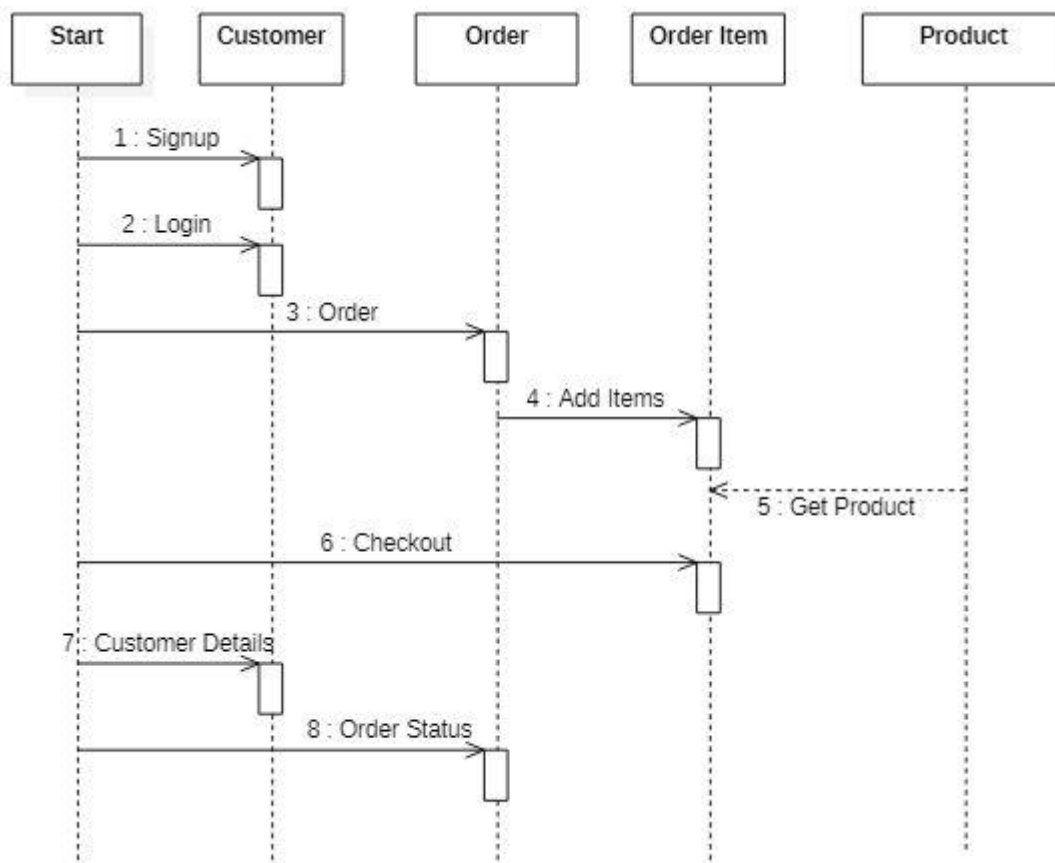 Start
Customer
Order
Order Item
Product
1 : Signup
2 : Login
3 : Order
4 : Add Items
5 : Get Product
6 : Checkout
7 : Customer Details
8 : Order Status